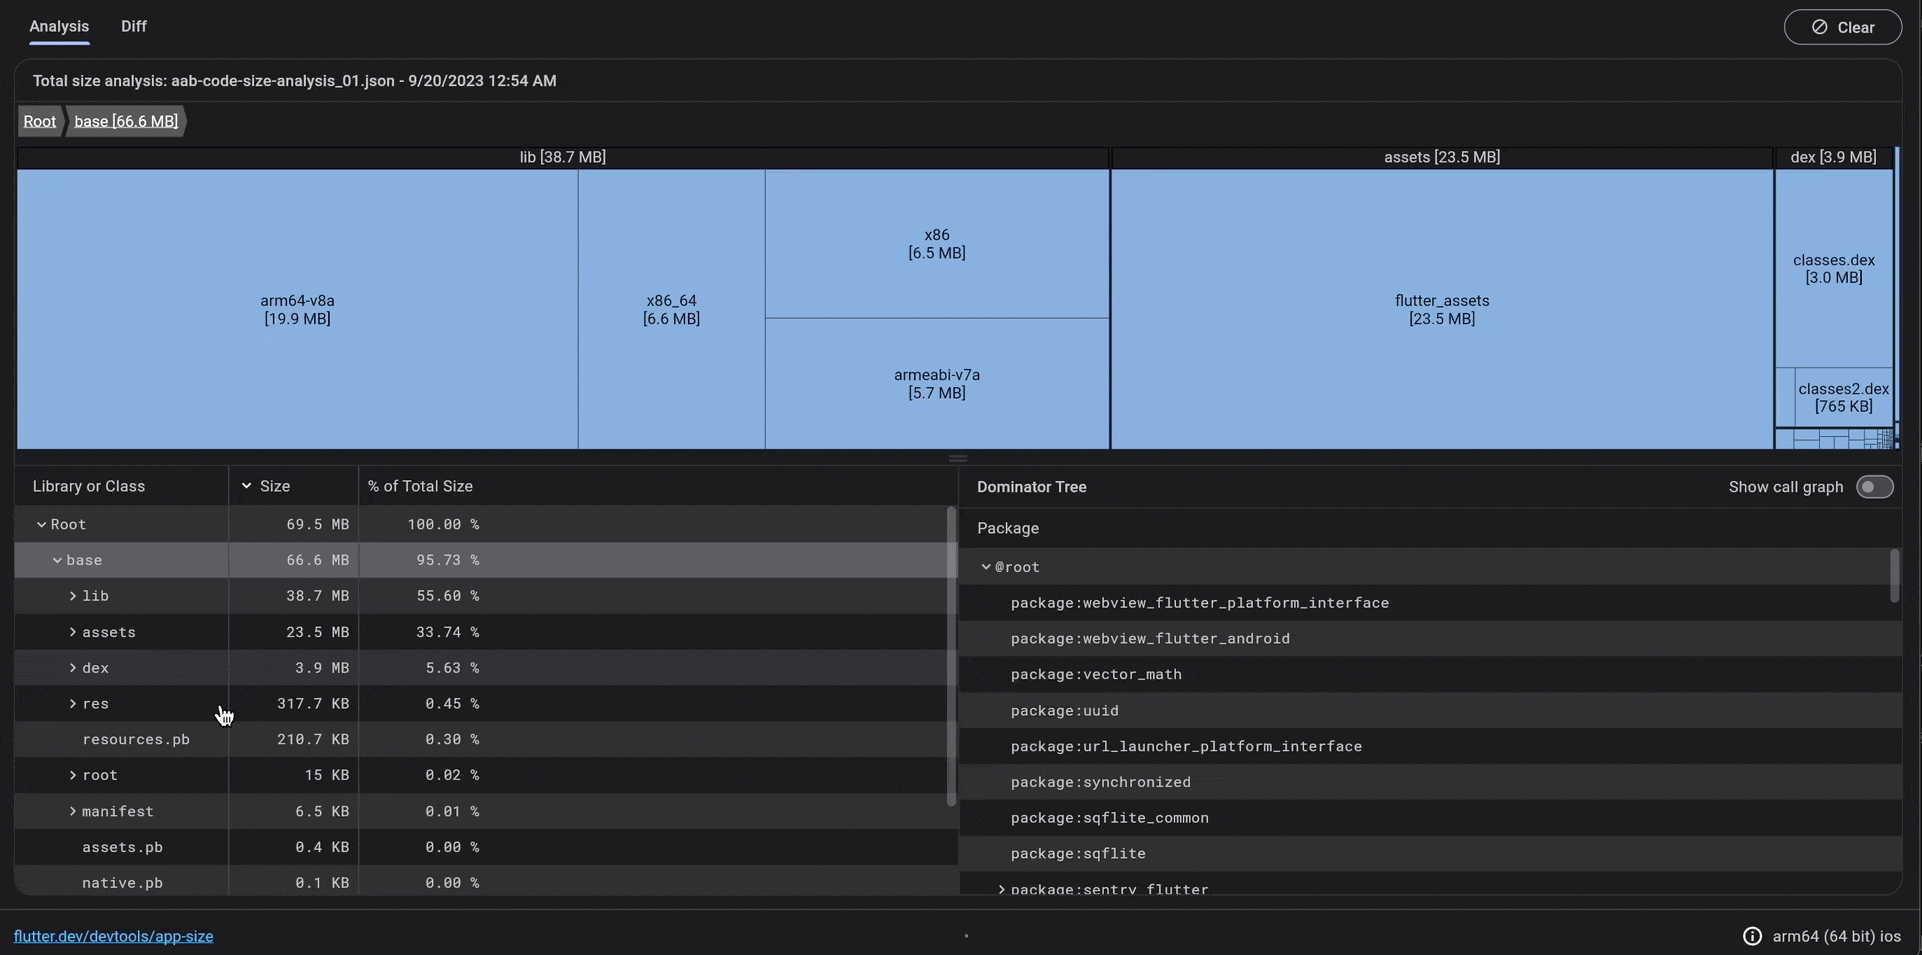 Analysis
Diff
Clear
Total size analysis: aab-code-size-analysis_01.json - 9/20/2023 12:54 AM
Root
base [66.6 MB]
lib [38.7 MB]
assets [23.5 MB]
dex [3.9 MB]
arm64-v8a
[19.9 MB]
x86_64
[6.6 MB]
x86
[6.5 MB]
armeabi-v7a
[5.7 MB]
flutter_assets
[23.5 MB]
classes.dex
[3.0 MB]
classes2.dex
[765 KB]
Library or Class Size % of Total Size
Root 69.5 MB 100.00 %
base 66.6 MB 95.73 %
lib 38.7 MB 55.60 %
assets 23.5 MB 33.74 %
dex 3.9 MB 5.63 %
res 317.7 KB 0.45 %
resources.pb 210.7 KB 0.30 %
root 15 KB 0.02 %
manifest 6.5 KB 0.01 %
assets.pb 0.4 KB 0.00 %
native.pb 0.1 KB 0.00 %
Dominator Tree
Show call graph
Package
@root
package:webview_flutter_platform_interface
package:webview_flutter_android
package:vector_math
package:uuid
package:url_launcher_platform_interface
package:synchronized
package:sqflite_common
package:sqflite
package:sentry_flutter
flutter.dev/devtools/app-size
arm64 (64 bit) ios